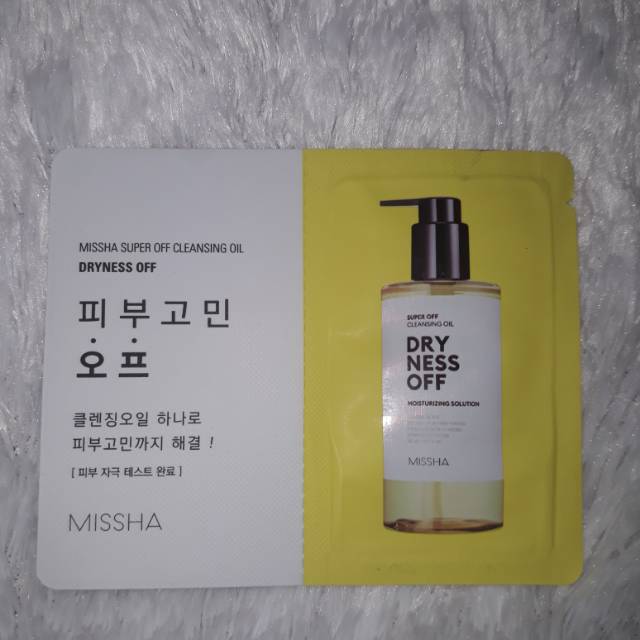 MISSHA SUPER OFF CLEANSING OIL
DRYNESS OFF
피부고민
오프
클렌징오일 하나로
피부고민까지 해결 !
[ 피부 자극 테스트 완료 ]
MISSHA
SUPER OFF
CLEANSING OIL
DRY
NESS
OFF
MOISTURIZING SOLUTION
MISSHA